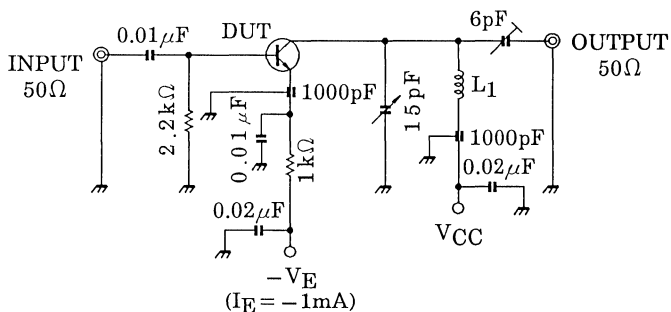 INPUT
50Ω
0.01μF
DUT
6pF
OUTPUT
50Ω
2.2kΩ
1000pF
0.01μF
1kΩ
15pF
L1
1000pF
0.02μF
0.02μF
VCC
−VE
(IE = −1mA)